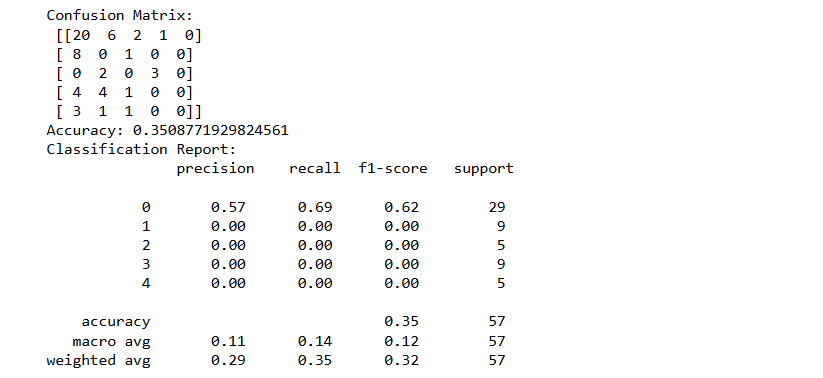 Confusion Matrix:
[[20 6 2 1 0]
[ 8 0 1 0 0]
[ 0 2 0 3 0]
[ 4 4 1 0 0]
[ 3 1 1 0 0]]
Accuracy: 0.3508771929824561
Classification Report:
precision recall f1-score support
0 0.57 0.69 0.62 29
1 0.00 0.00 0.00 9
2 0.00 0.00 0.00 5
3 0.00 0.00 0.00 9
4 0.00 0.00 0.00 5
accuracy 0.35 57
macro avg 0.11 0.14 0.12 57
weighted avg 0.29 0.35 0.32 57